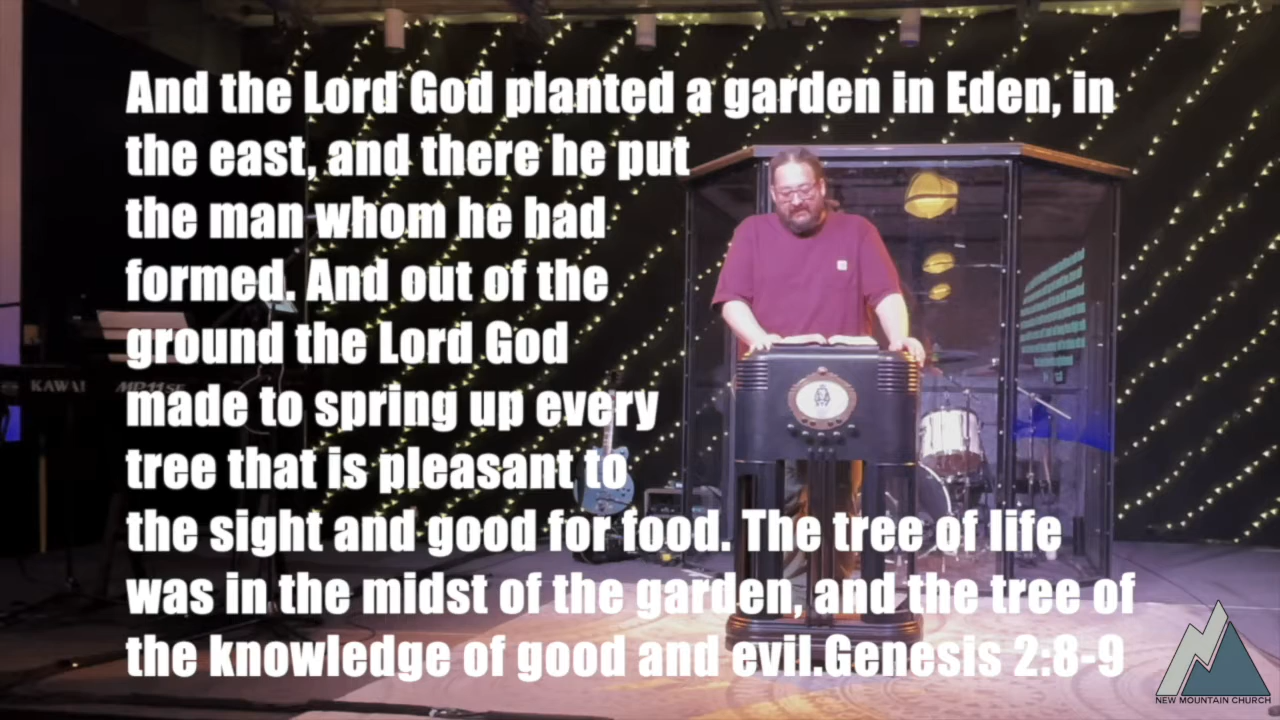 And the Lord God planted a garden in Eden, in
the east, and there he put
the man whom he had
formed. And out of the
ground the Lord God
made to spring up every
tree that is pleasant to
the sight and good for food. The tree of life
was in the midst of the garden, and the tree of
the knowledge of good and evil.Genesis 2:8-9
KAWAI MP11SE
NEW MOUNTAIN CHURCH